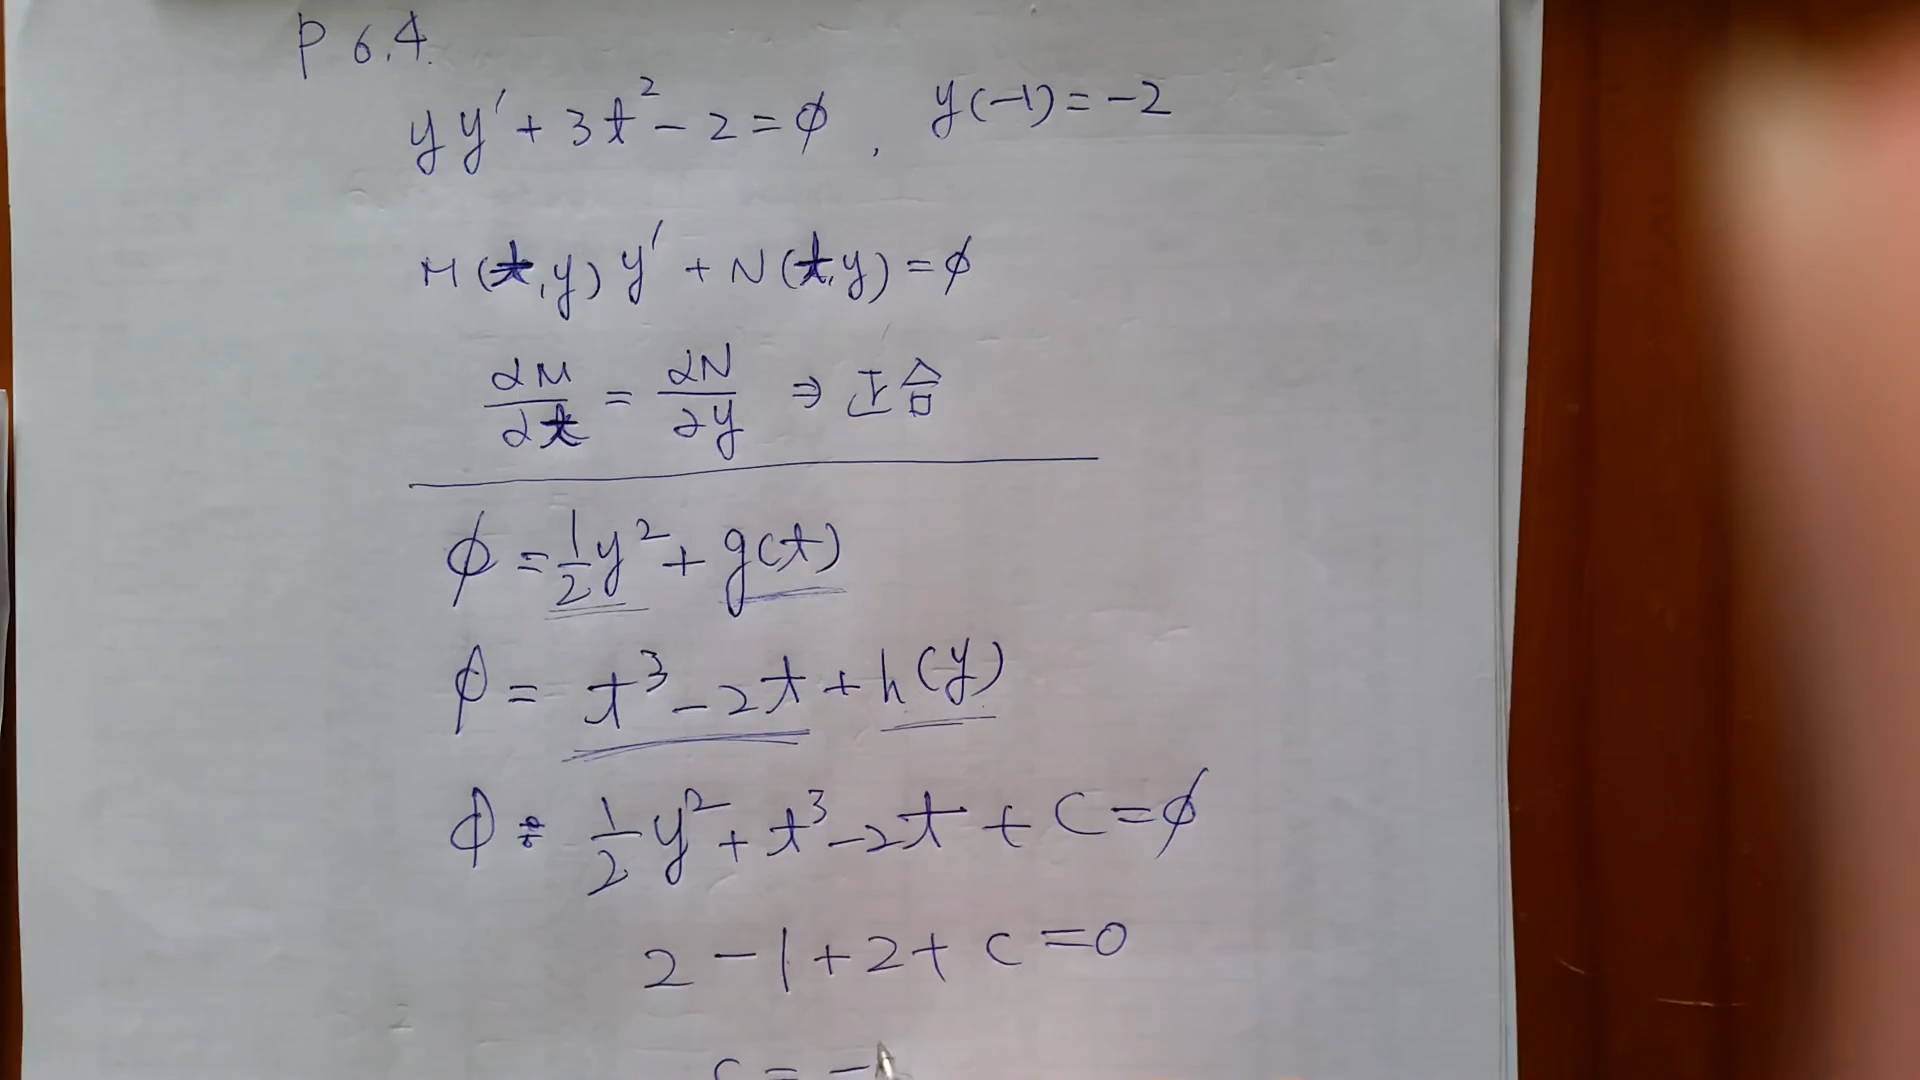 P 6.4.
yy' + 3t² - 2 = ϕ , y(-1) = -2
M(t,y) y' + N(t,y) = ϕ
∂M/∂t = ∂N/∂y ⇒ 正合
ϕ = 1/2 y² + g(t)
ϕ = t³ - 2t + h(y)
ϕ = 1/2 y² + t³ - 2t + C = ϕ
2 - 1 + 2 + C = 0
C = -